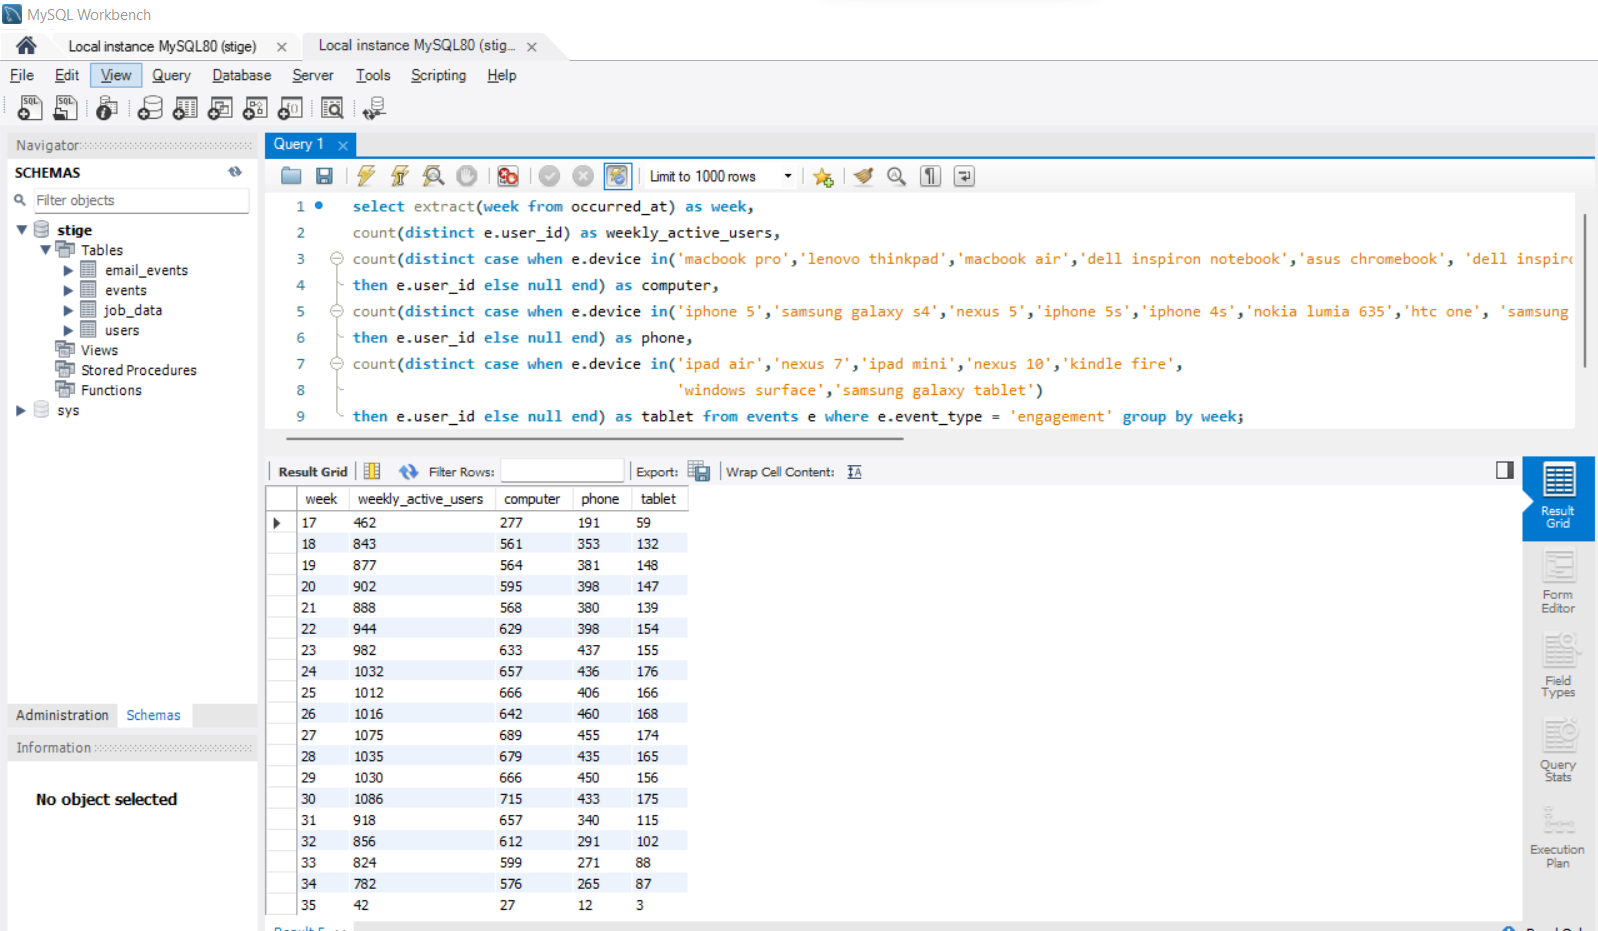 MySQL Workbench
Local instance MySQL80 (stige)
Local instance MySQL80 (stig...
File Edit View Query Database Server Tools Scripting Help
Navigator
SCHEMAS
Filter objects
stige
Tables
email_events
events
job_data
users
Views
Stored Procedures
Functions
sys
Administration Schemas
Information
No object selected
Query 1
Limit to 1000 rows
1 select extract(week from occurred_at) as week,
2 count(distinct e.user_id) as weekly_active_users,
3 count(distinct case when e.device in('macbook pro','lenovo thinkpad','macbook air','dell inspiron notebook','asus chromebook', 'dell inspir
4 then e.user_id else null end) as computer,
5 count(distinct case when e.device in('iphone 5','samsung galaxy s4','nexus 5','iphone 5s','iphone 4s','nokia lumia 635','htc one', 'samsung
6 then e.user_id else null end) as phone,
7 count(distinct case when e.device in('ipad air','nexus 7','ipad mini','nexus 10','kindle fire',
8 'windows surface','samsung galaxy tablet')
9 then e.user_id else null end) as tablet from events e where e.event_type = 'engagement' group by week;
Result Grid Filter Rows: Export: Wrap Cell Content:
week weekly_active_users computer phone tablet
17 462 277 191 59
18 843 561 353 132
19 877 564 381 148
20 902 595 398 147
21 888 568 380 139
22 944 629 398 154
23 982 633 437 155
24 1032 657 436 176
25 1012 666 406 166
26 1016 642 460 168
27 1075 689 455 174
28 1035 679 435 165
29 1030 666 450 156
30 1086 715 433 175
31 918 657 340 115
32 856 612 291 102
33 824 599 271 88
34 782 576 265 87
35 42 27 12 3
Result
Grid
Form
Editor
Field
Types
Query
Stats
Execution
Plan